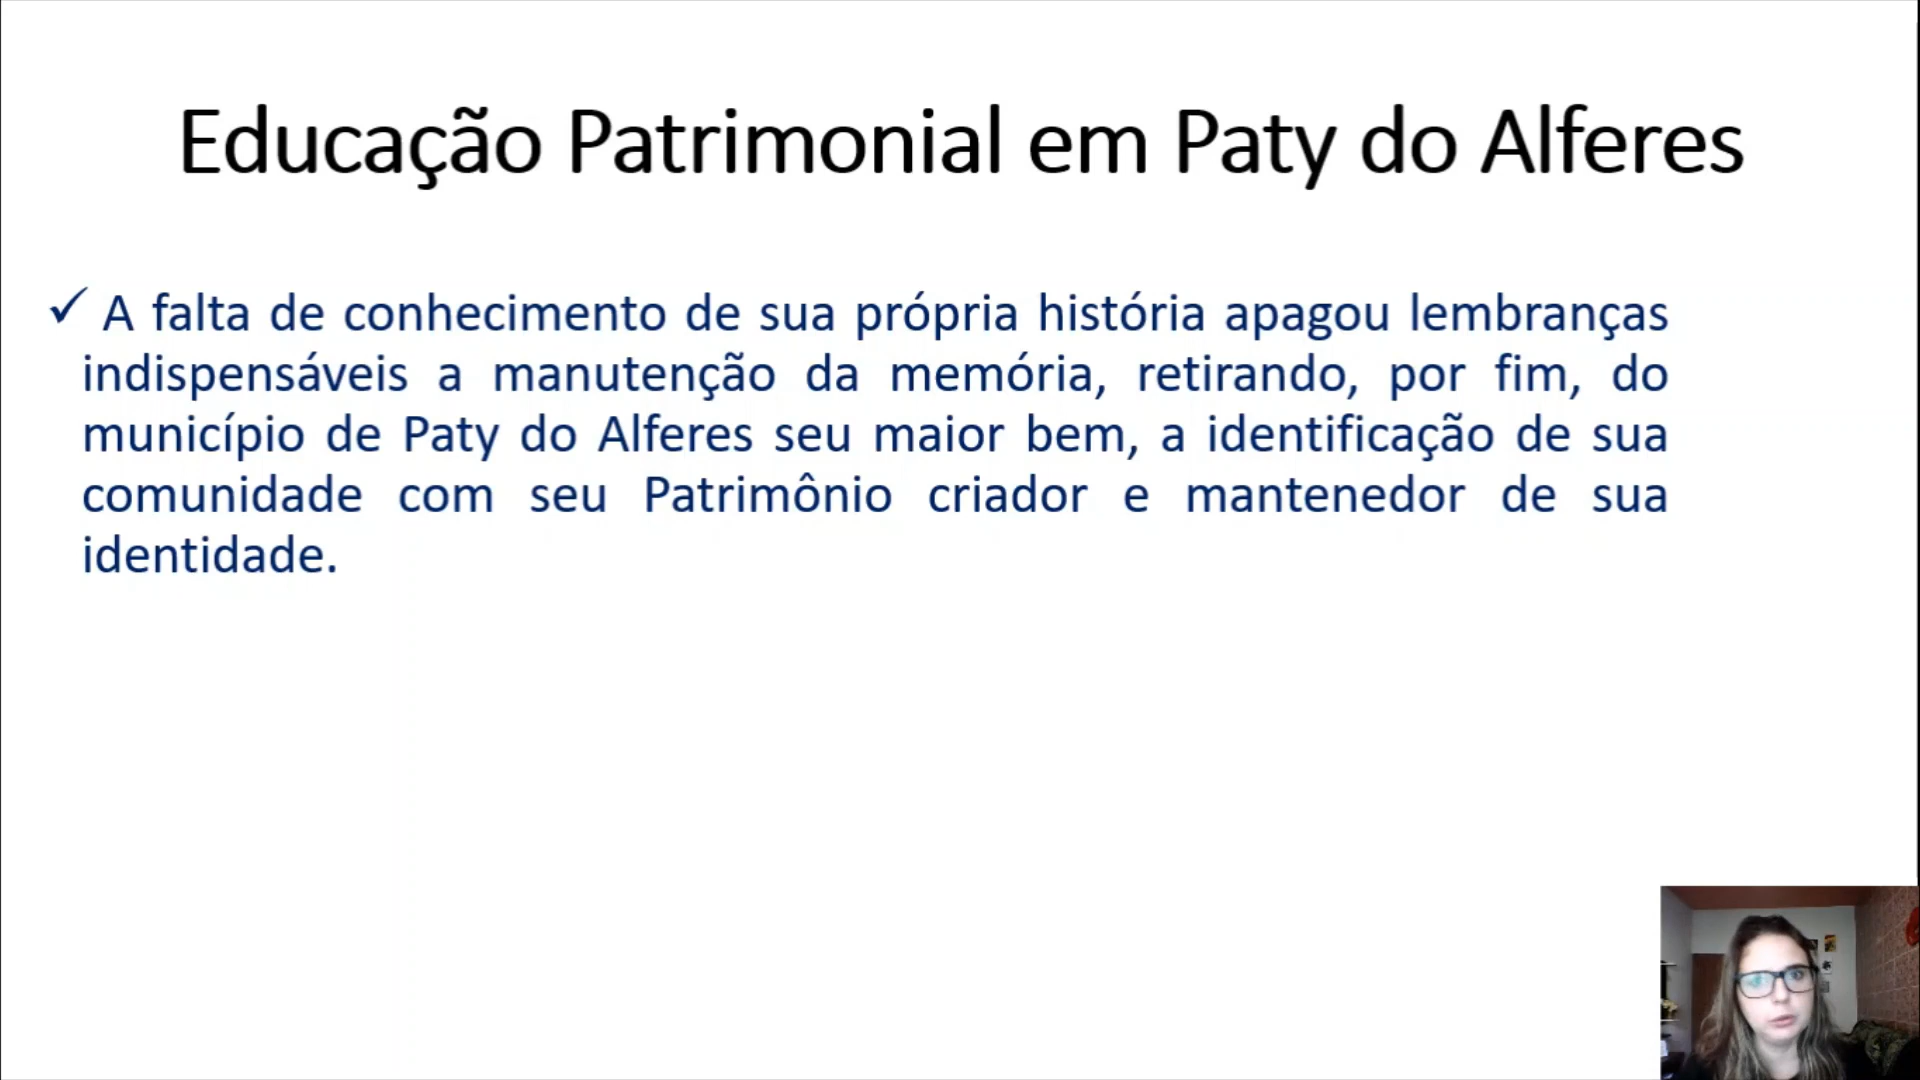 Educação Patrimonial em Paty do Alferes
✓ A falta de conhecimento de sua própria história apagou lembranças
indispensáveis a manutenção da memória, retirando, por fim, do
município de Paty do Alferes seu maior bem, a identificação de sua
comunidade com seu Patrimônio criador e mantenedor de sua
identidade.